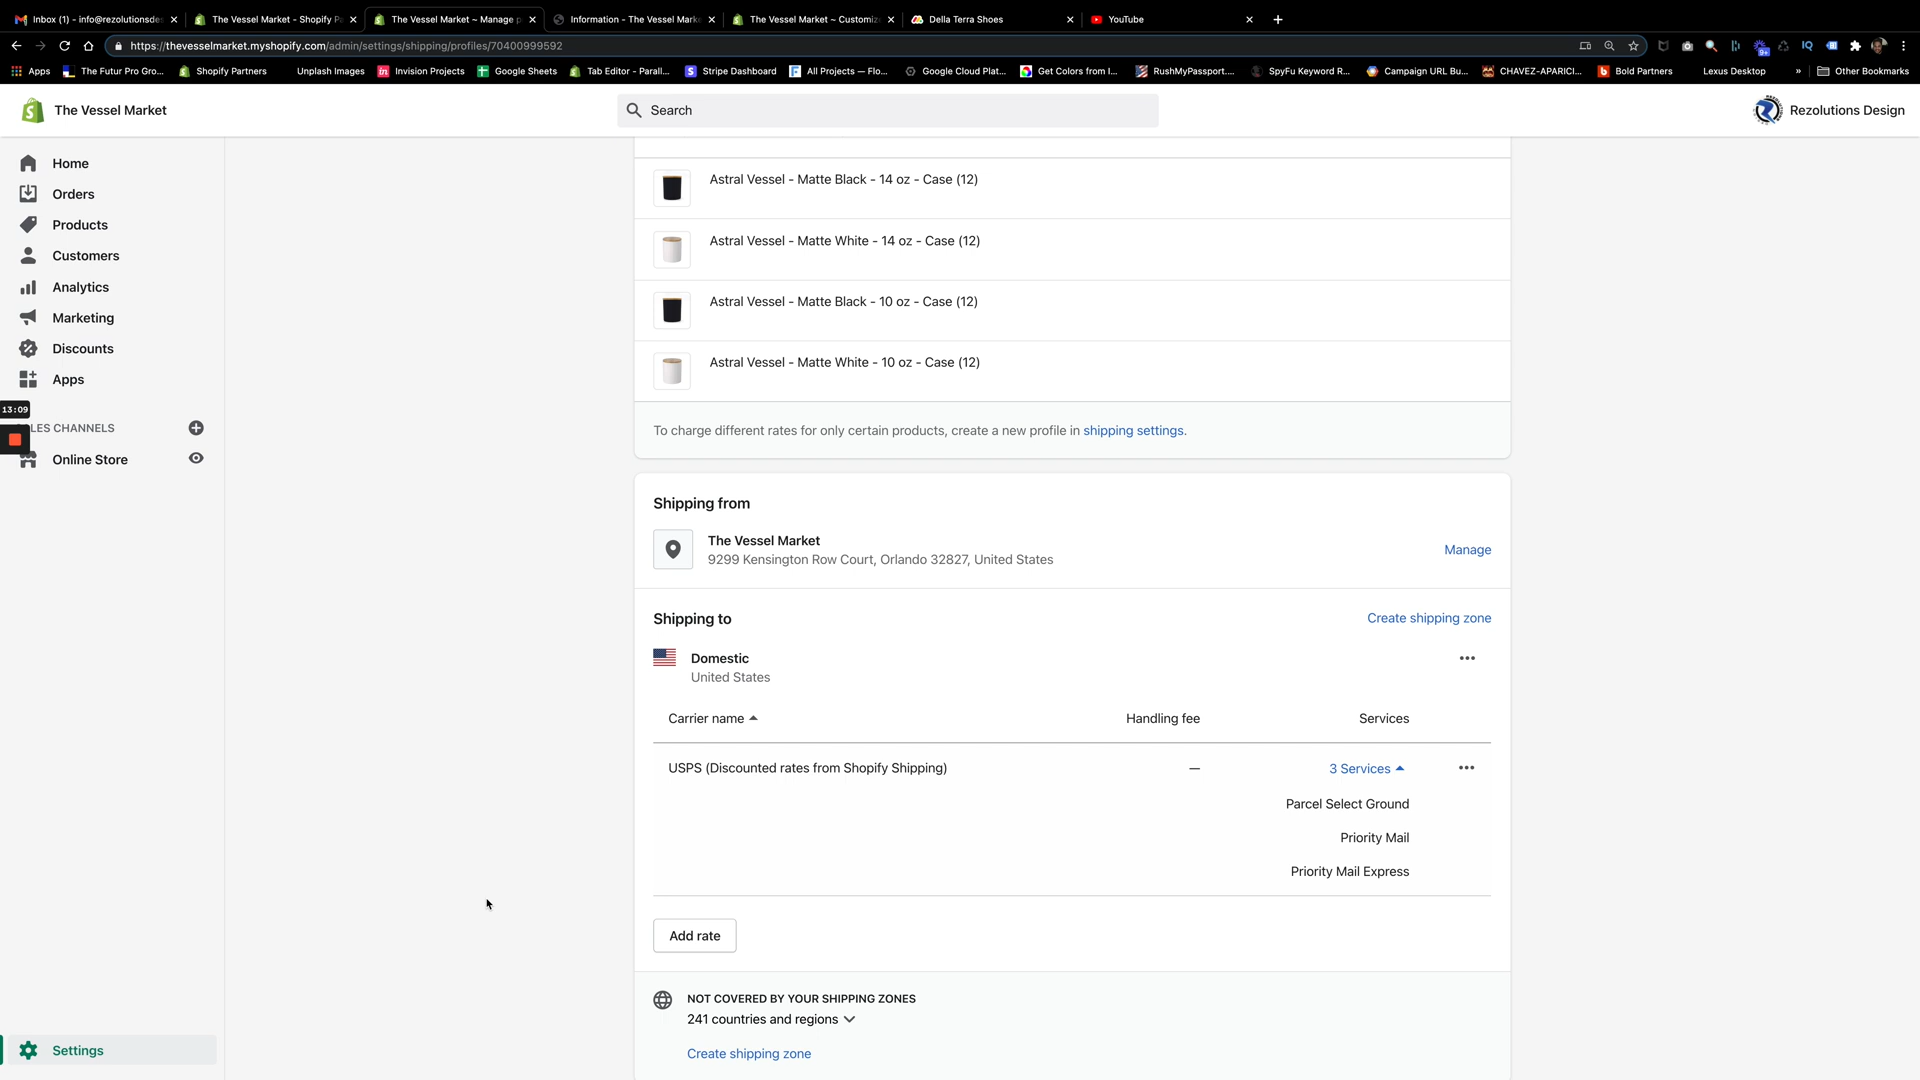 Inbox (1) - info@rezolutionsdes
The Vessel Market - Shopify Pa
The Vessel Market ~ Manage p
Information - The Vessel Marke
The Vessel Market ~ Customize
Della Terra Shoes
YouTube
https://thevesselmarket.myshopify.com/admin/settings/shipping/profiles/70400999592
Apps
The Futur Pro Gro...
Shopify Partners
Unplash Images
Invision Projects
Google Sheets
Tab Editor - Parall...
Stripe Dashboard
All Projects — Flo...
Google Cloud Plat...
Get Colors from I...
RushMyPassport....
SpyFu Keyword R...
Campaign URL Bu...
CHAVEZ-APARICI...
Bold Partners
Lexus Desktop
»
Other Bookmarks
The Vessel Market
Search
Rezolutions Design
Home
Orders
Products
Customers
Analytics
Marketing
Discounts
Apps
13:09
LES CHANNELS
Online Store
Settings
Astral Vessel - Matte Black - 14 oz - Case (12)
Astral Vessel - Matte White - 14 oz - Case (12)
Astral Vessel - Matte Black - 10 oz - Case (12)
Astral Vessel - Matte White - 10 oz - Case (12)
To charge different rates for only certain products, create a new profile in shipping settings.
Shipping from
The Vessel Market
9299 Kensington Row Court, Orlando 32827, United States
Manage
Shipping to
Create shipping zone
Domestic
United States
Carrier name
Handling fee
Services
USPS (Discounted rates from Shopify Shipping)
—
3 Services
Parcel Select Ground
Priority Mail
Priority Mail Express
Add rate
NOT COVERED BY YOUR SHIPPING ZONES
241 countries and regions
Create shipping zone